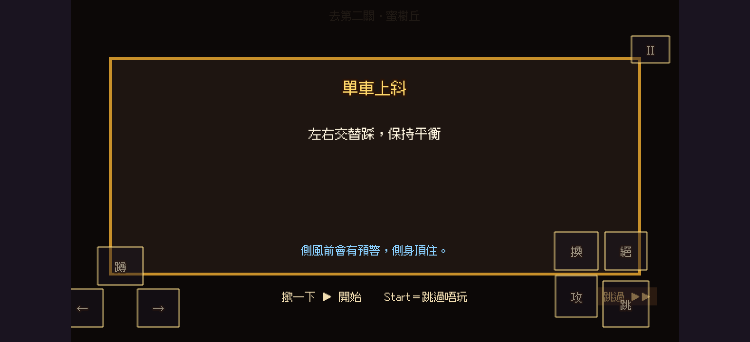 去第二關，畫布丘
II
單車上斜
左右交替踩，保持平衡
側風前會有預警，側身頂住。
換
絕
蹲
攻
跳過 ▶▶
跳
←
→
撳一下 ▶ 開始 Start＝跳過唔玩